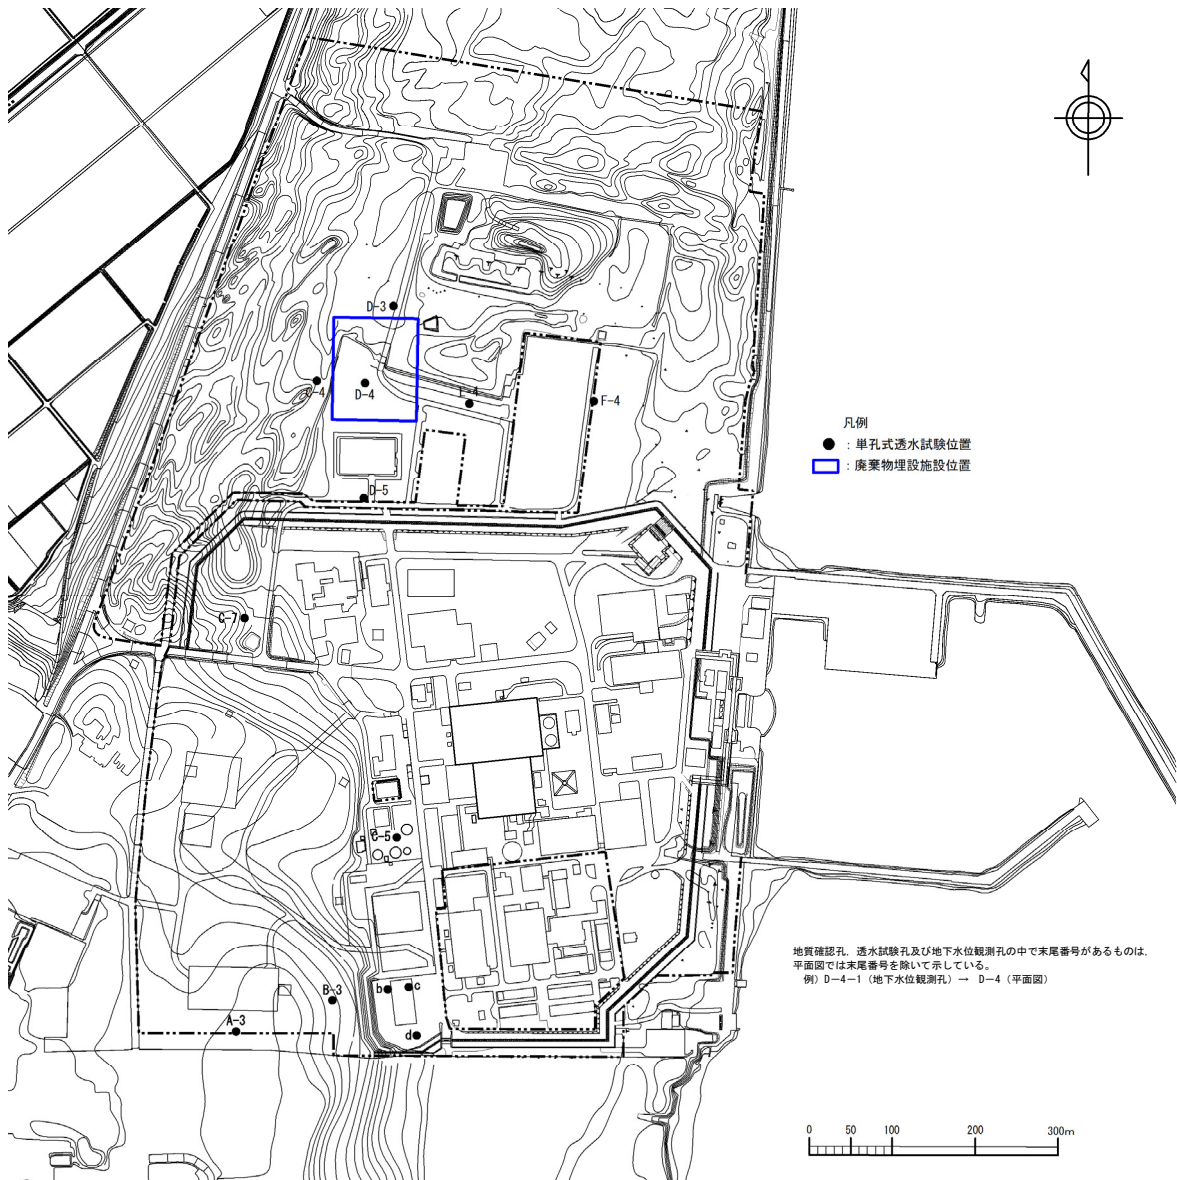 D-3
D-4
F-4
D-5
凡例
：単孔式透水試験位置
：廃棄物埋設施設位置
C-7
C-5
地質確認孔，透水試験孔及び地下水位観測孔の中で末尾番号があるものは，
平面図では末尾番号を除いて示している。
例）D－4－1（地下水位観測孔）→ D－4（平面図）
B-3
b
c
A-3
d
0 50 100 200 300m